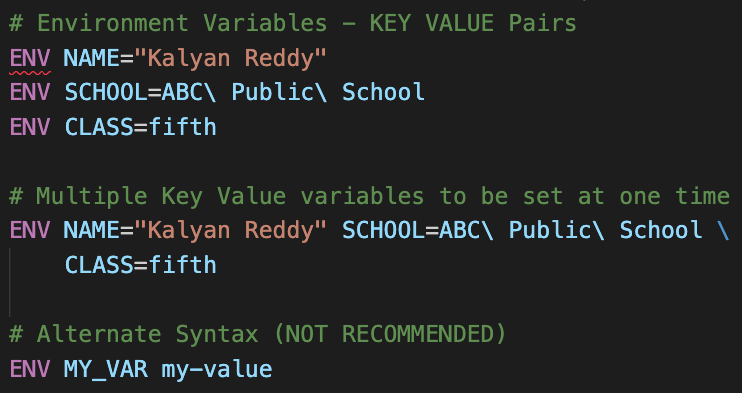 # Environment Variables - KEY VALUE Pairs
ENV NAME="Kalyan Reddy"
ENV SCHOOL=ABC\ Public\ School
ENV CLASS=fifth
# Multiple Key Value variables to be set at one time
ENV NAME="Kalyan Reddy" SCHOOL=ABC\ Public\ School \
CLASS=fifth
# Alternate Syntax (NOT RECOMMENDED)
ENV MY_VAR my-value